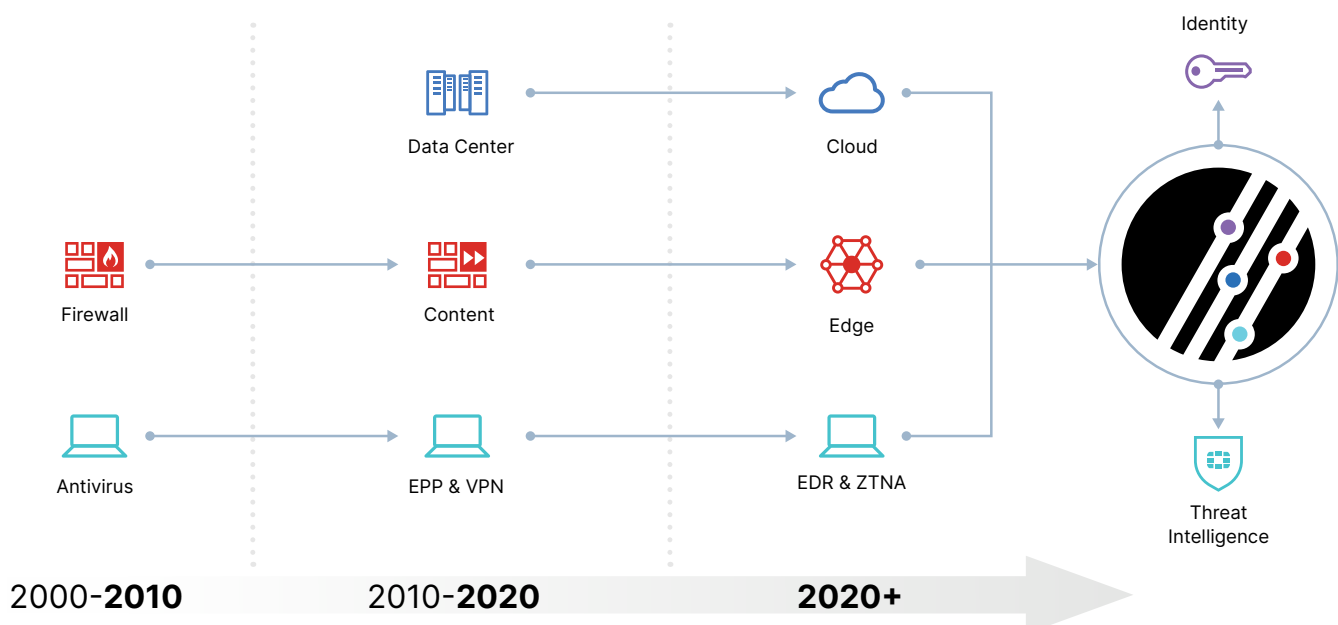 Identity
Data Center
Cloud
Firewall
Content
Edge
Antivirus
EPP & VPN
EDR & ZTNA
Threat
Intelligence
2000-2010
2010-2020
2020+